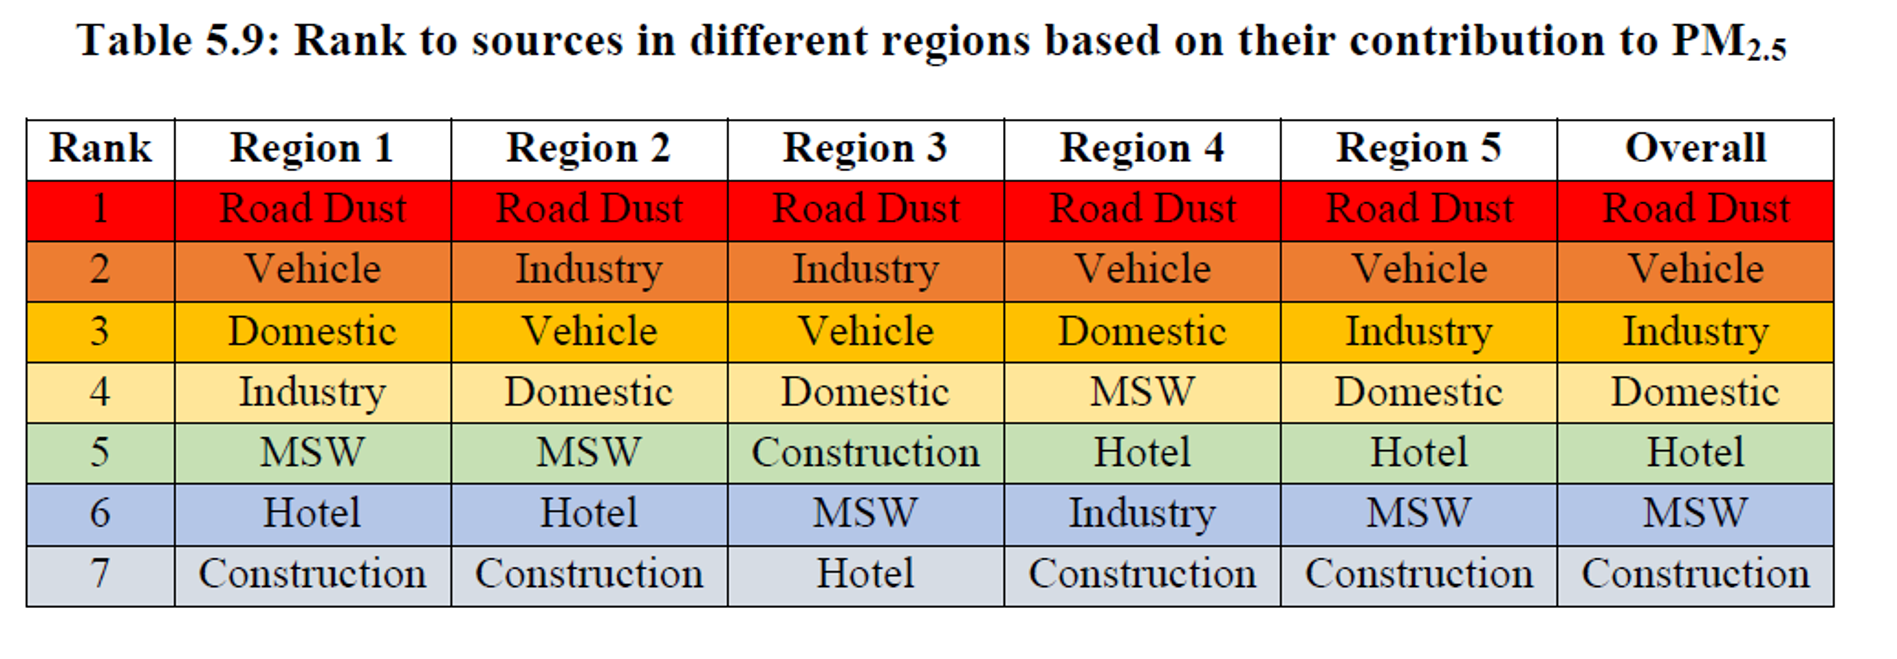 Table 5.9: Rank to sources in different regions based on their contribution to PM2.5
Rank Region 1 Region 2 Region 3 Region 4 Region 5 Overall
1 Road Dust Road Dust Road Dust Road Dust Road Dust Road Dust
2 Vehicle Industry Industry Vehicle Vehicle Vehicle
3 Domestic Vehicle Vehicle Domestic Industry Industry
4 Industry Domestic Domestic MSW Domestic Domestic
5 MSW MSW Construction Hotel Hotel Hotel
6 Hotel Hotel MSW Industry MSW MSW
7 Construction Construction Hotel Construction Construction Construction